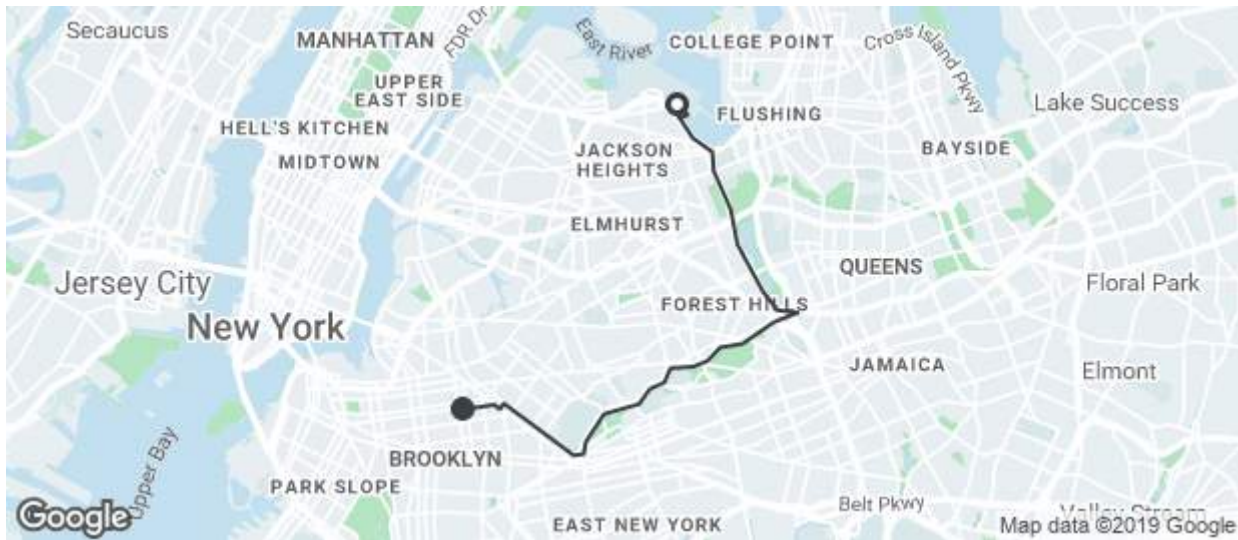 Secaucus
MANHATTAN
FDR Dr
East River
COLLEGE POINT
Cross Island Pkwy
UPPER
EAST SIDE
Lake Success
HELL'S KITCHEN
FLUSHING
MIDTOWN
JACKSON
HEIGHTS
BAYSIDE
ELMHURST
QUEENS
Jersey City
Floral Park
New York
FOREST HILLS
JAMAICA
Elmont
BROOKLYN
Upper Bay
PARK SLOPE
Belt Pkwy
Valley Stream
EAST NEW YORK
Google
Map data ©2019 Google